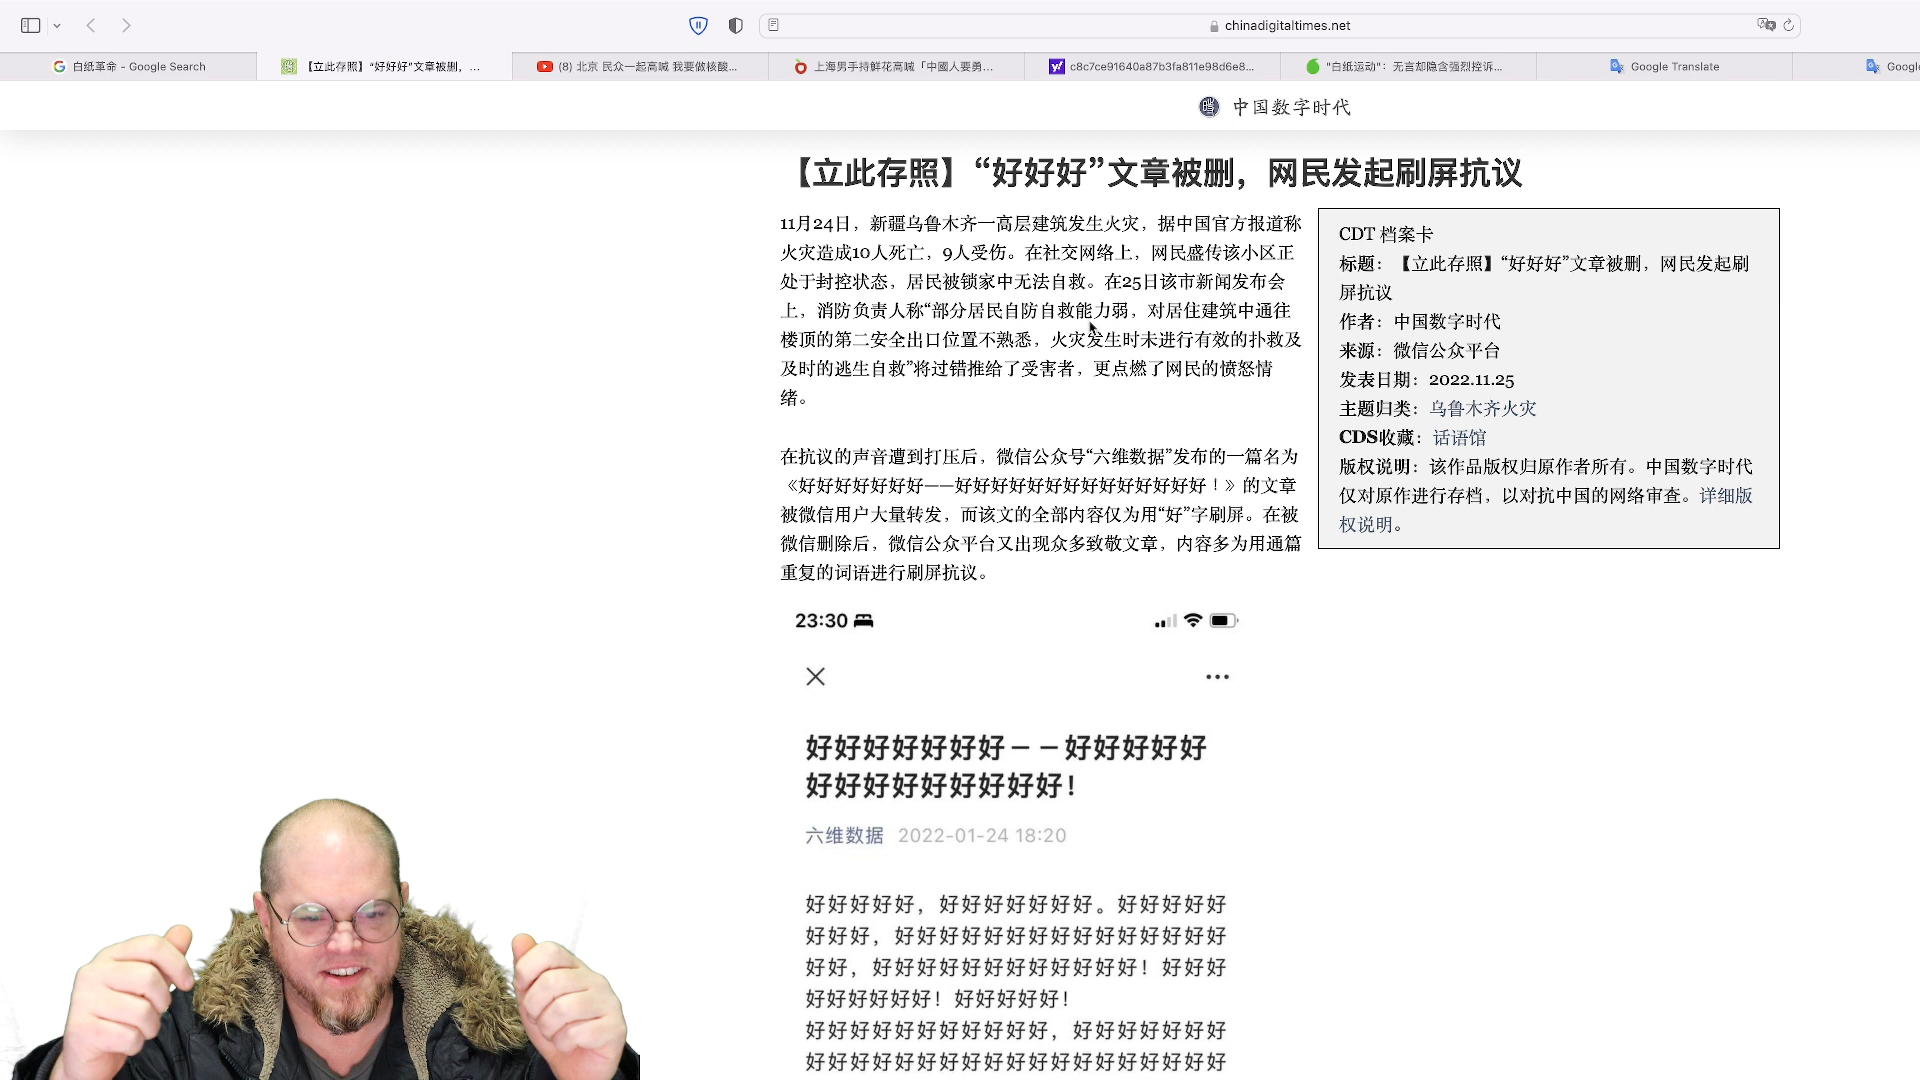 chinadigitaltimes.net
白纸革命 - Google Search
【立此存照】“好好好”文章被删，...
(8) 北京 民众一起高喊 我要做核酸...
上海男手持鲜花高喊「中國人要勇...
c8c7ce91640a87b3fa811e98d6e8...
"白纸运动"：无言却隐含强烈控诉...
Google Translate
中国数字时代
【立此存照】“好好好”文章被删，网民发起刷屏抗议
11月24日，新疆乌鲁木齐一高层建筑发生火灾，据中国官方报道称
火灾造成10人死亡，9人受伤。在社交网络上，网民盛传该小区正
处于封控状态，居民被锁家中无法自救。在25日该市新闻发布会
上，消防负责人称“部分居民自防自救能力弱，对居住建筑中通往
楼顶的第二安全出口位置不熟悉，火灾发生时未进行有效的扑救及
及时的逃生自救”将过错推给了受害者，更点燃了网民的愤怒情
绪。
在抗议的声音遭到打压后，微信公众号“六维数据”发布的一篇名为
《好好好好好好好——好好好好好好好好好好好好好好！》的文章
被微信用户大量转发，而该文的全部内容仅为用“好”字刷屏。在被
微信删除后，微信公众平台又出现众多致敬文章，内容多为用通篇
重复的词语进行刷屏抗议。
CDT 档案卡
标题：【立此存照】“好好好”文章被删，网民发起刷
屏抗议
作者：中国数字时代
来源：微信公众平台
发表日期：2022.11.25
主题归类：乌鲁木齐火灾
CDS收藏：话语馆
版权说明：该作品版权归原作者所有。中国数字时代
仅对原作进行存档，以对抗中国的网络审查。详细版
权说明。
23:30
好好好好好好好－－好好好好好
好好好好好好好好好！
六维数据 2022-01-24 18:20
好好好好好，好好好好好好好。好好好好好
好好好，好好好好好好好好好好好好好好好
好好，好好好好好好好好好好好好！好好好
好好好好好好！好好好好好！
好好好好好好好好好好好，好好好好好好好
好好好好好好好好好好好好好好好好好好好